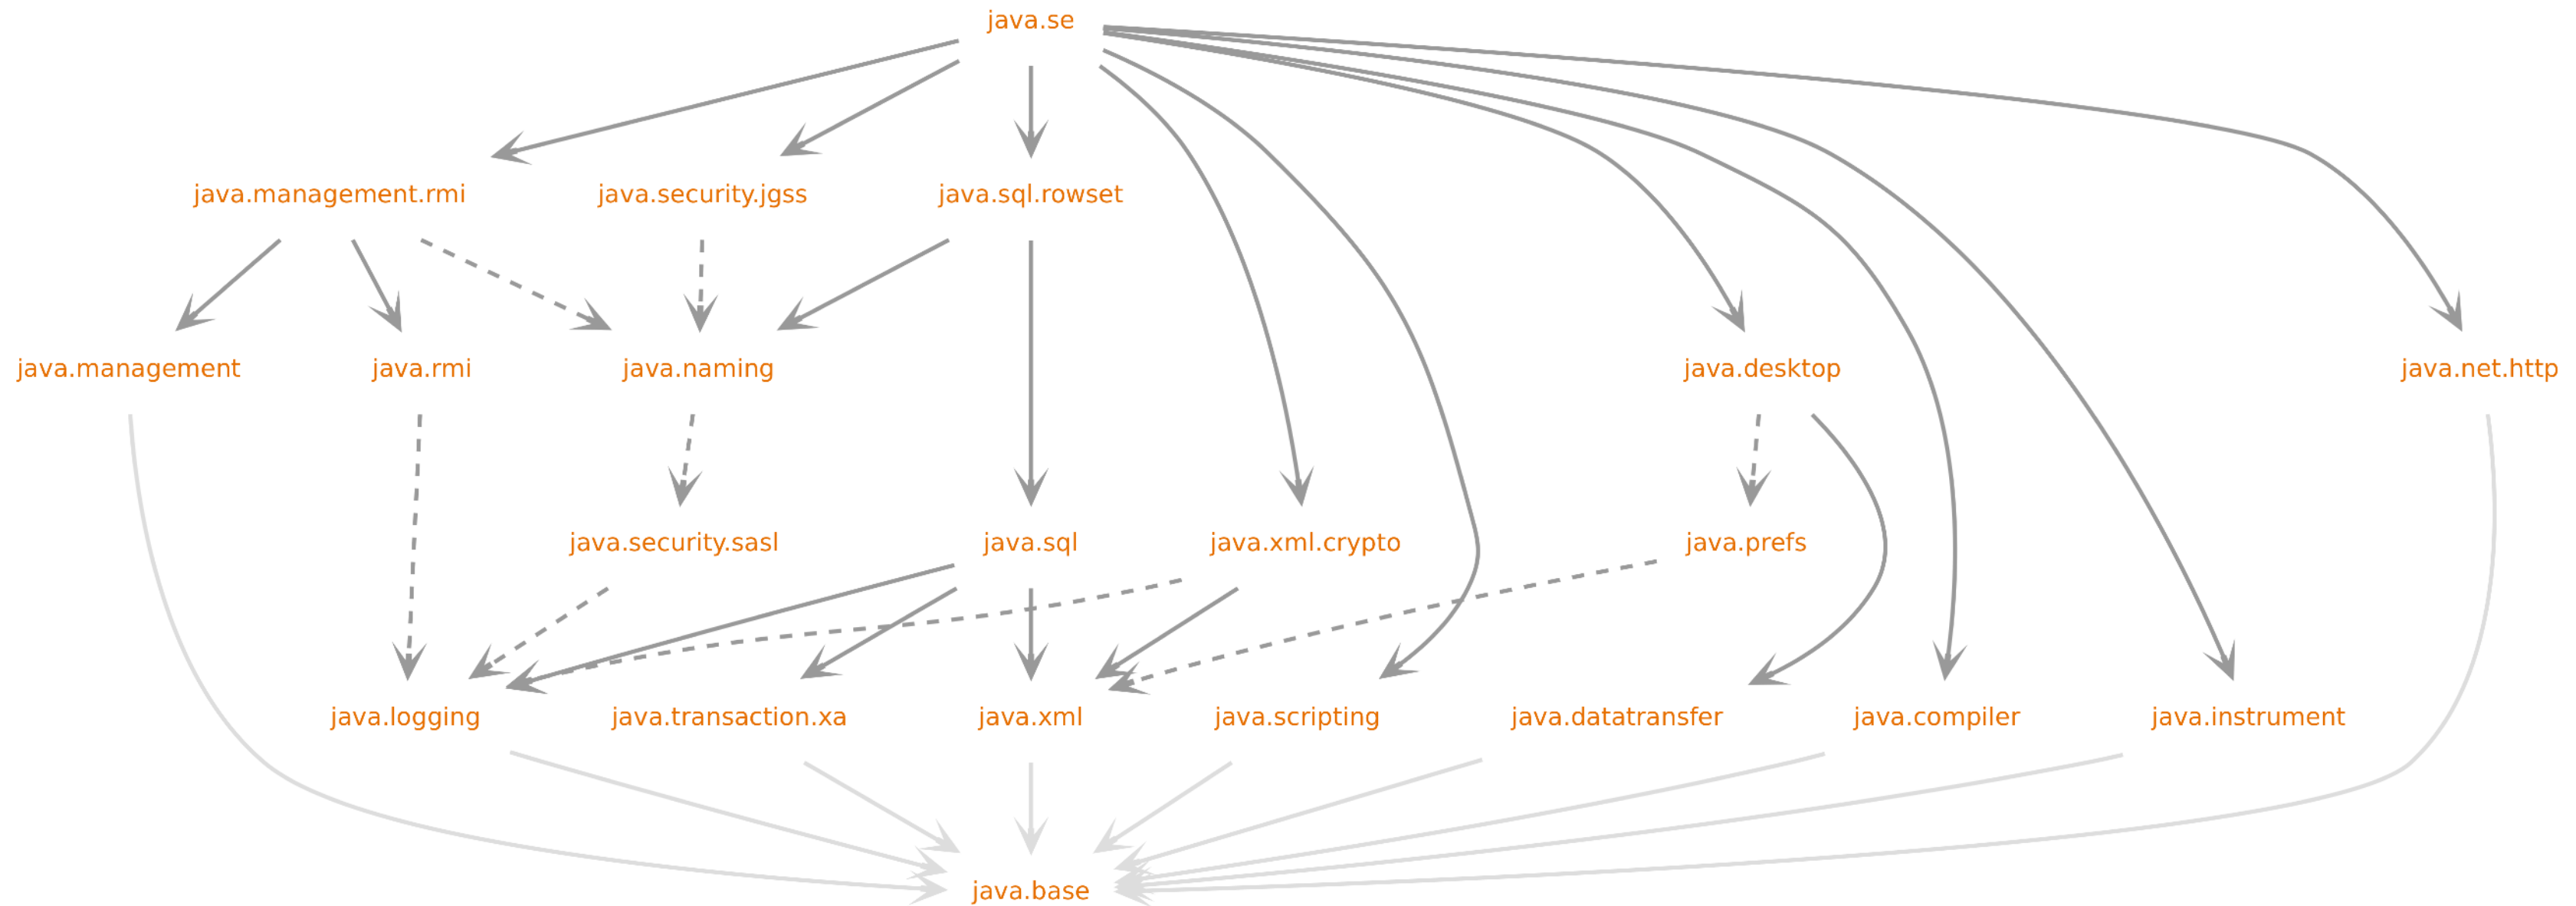 java.se
java.management.rmi
java.security.jgss
java.sql.rowset
java.management
java.rmi
java.naming
java.desktop
java.net.http
java.security.sasl
java.sql
java.xml.crypto
java.prefs
java.logging
java.transaction.xa
java.xml
java.scripting
java.datatransfer
java.compiler
java.instrument
java.base